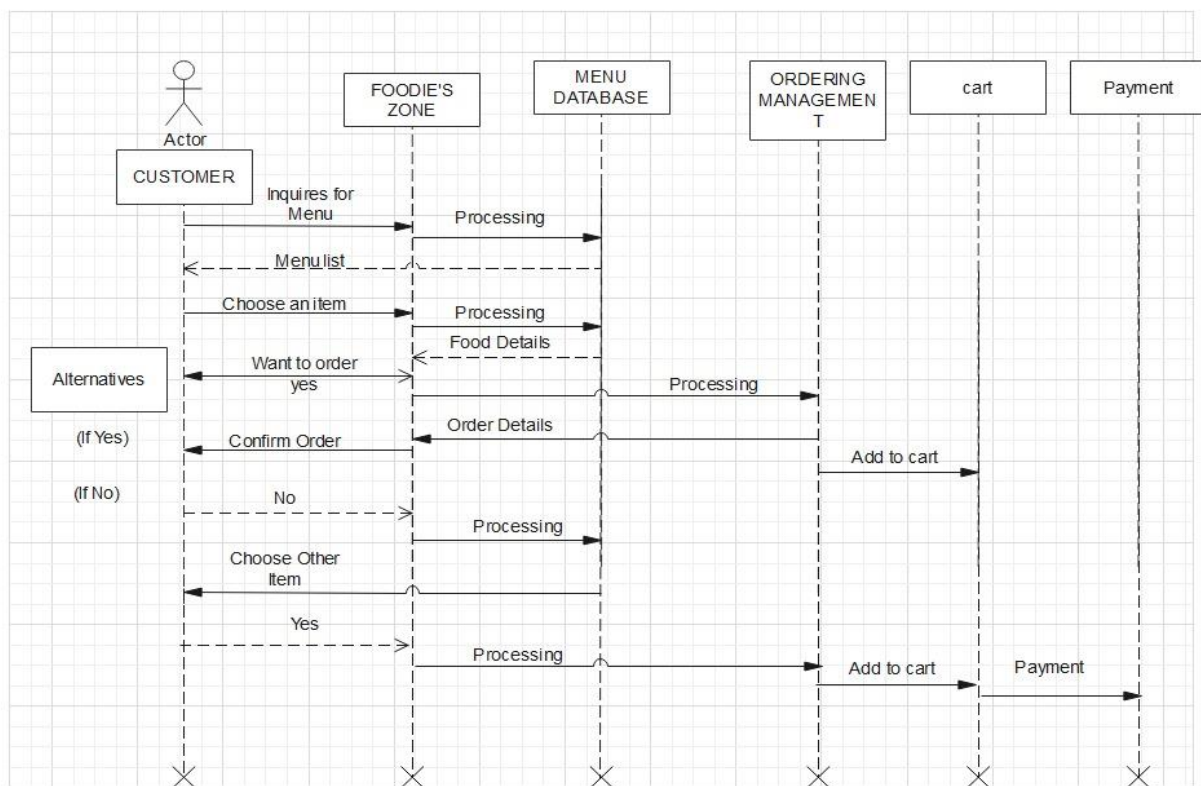 Actor
CUSTOMER
FOODIE'S
ZONE
MENU
DATABASE
ORDERING
MANAGEMEN
T
cart
Payment
Inquires for
Menu
Processing
Menu list
Choose an item
Processing
Food Details
Alternatives
Want to order
yes
Processing
(If Yes)
Confirm Order
Order Details
Add to cart
(If No)
No
Processing
Choose Other
Item
Yes
Processing
Add to cart
Payment